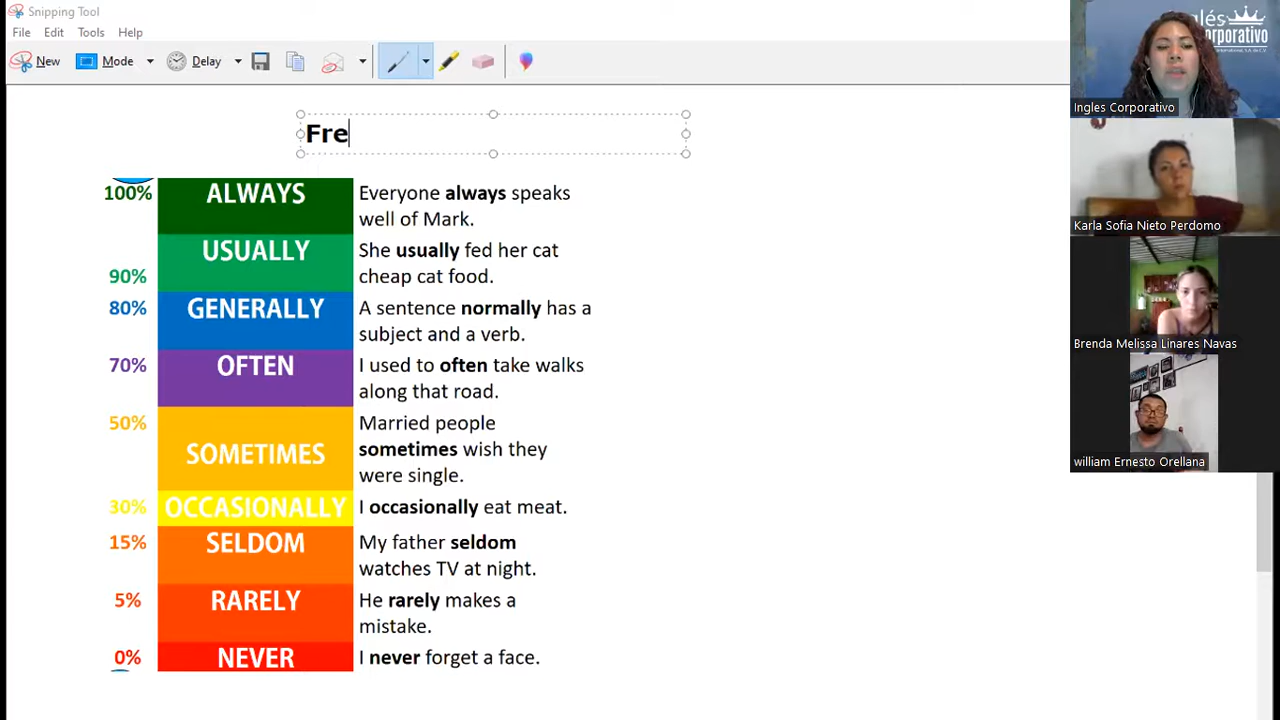 Snipping Tool
File Edit Tools Help
New Mode Delay
Fre
100% ALWAYS Everyone always speaks
well of Mark.
USUALLY She usually fed her cat
90% cheap cat food.
80% GENERALLY A sentence normally has a
subject and a verb.
70% OFTEN I used to often take walks
along that road.
50% Married people
SOMETIMES sometimes wish they
were single.
30% OCCASIONALLY I occasionally eat meat.
15% SELDOM My father seldom
watches TV at night.
5% RARELY He rarely makes a
mistake.
0% NEVER I never forget a face.
Ingles Corporativo
Karla Sofia Nieto Perdomo
Brenda Melissa Linares Navas
william Ernesto Orellana